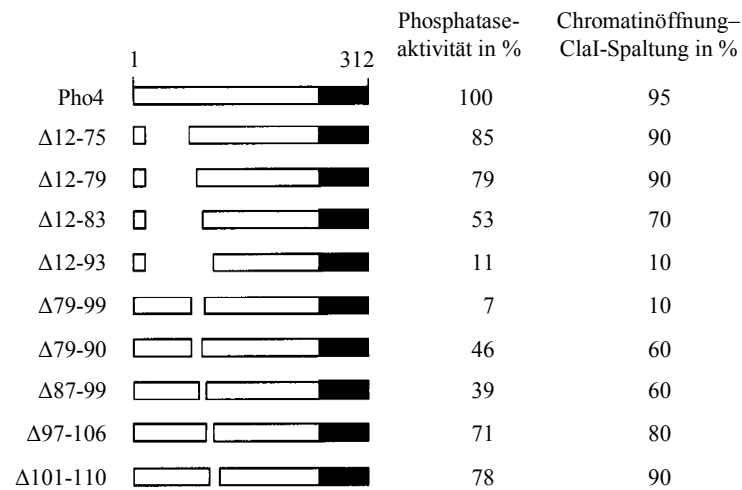 Phosphatase- Chromatinöffnung–
aktivität in % ClaI-Spaltung in %
1 312
Pho4 100 95
Δ12-75 85 90
Δ12-79 79 90
Δ12-83 53 70
Δ12-93 11 10
Δ79-99 7 10
Δ79-90 46 60
Δ87-99 39 60
Δ97-106 71 80
Δ101-110 78 90